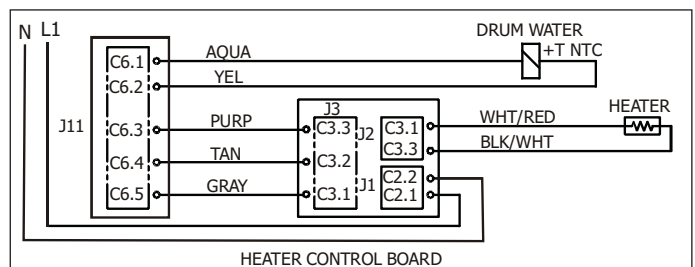 N L1
DRUM WATER
+T NTC
C6.1
AQUA
C6.2
YEL
J11
J3
C6.3
PURP
C3.3
J2
C3.1
WHT/RED
HEATER
C3.3
BLK/WHT
C6.4
TAN
C3.2
C6.5
GRAY
C3.1
J1
C2.2
C2.1
HEATER CONTROL BOARD